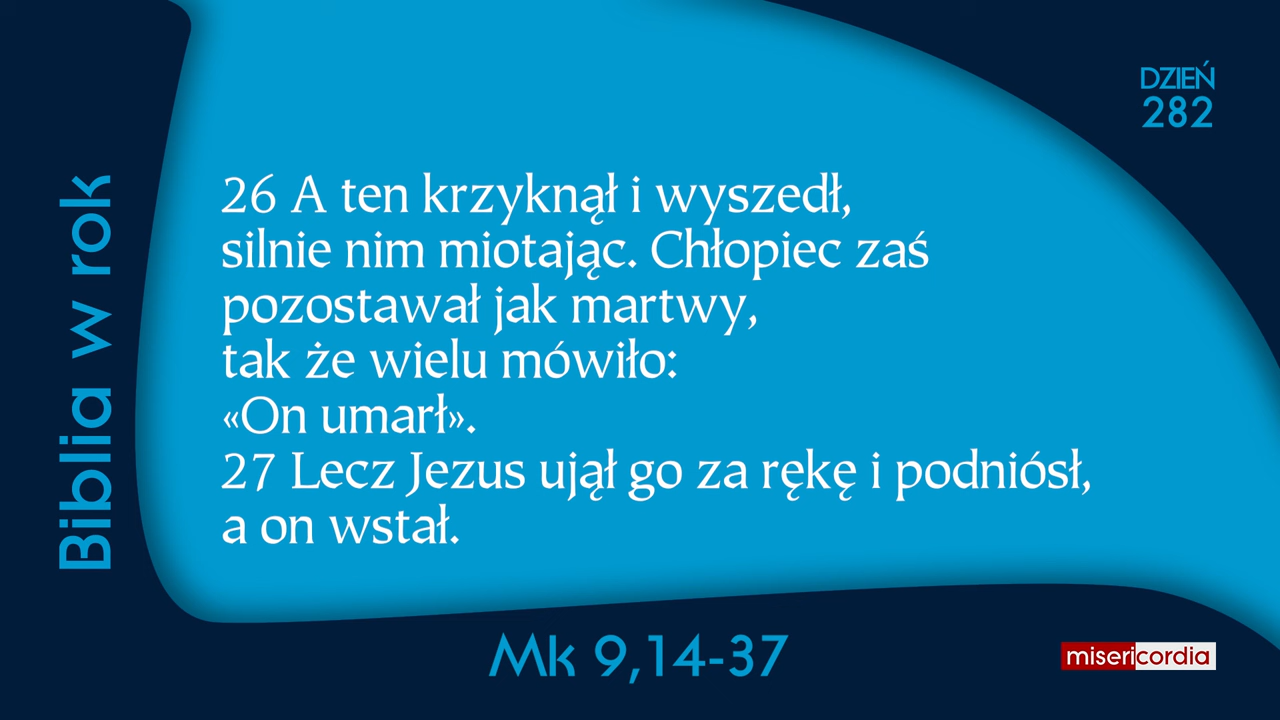 DZIEŃ
282
Biblia w rok
26 A ten krzyknął i wyszedł,
silnie nim miotając. Chłopiec zaś
pozostawał jak martwy,
tak że wielu mówiło:
«On umarł».
27 Lecz Jezus ujął go za rękę i podniósł,
a on wstał.
Mk 9,14-37
misericordia